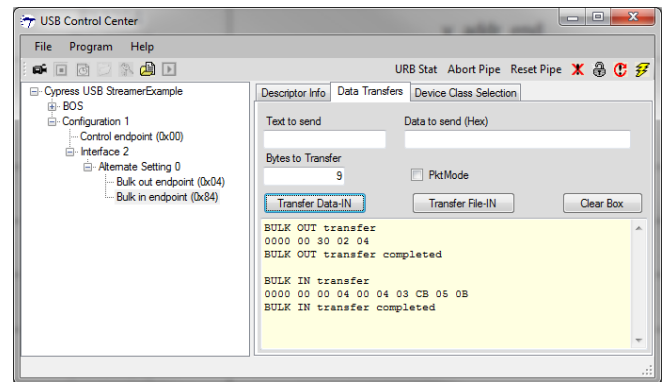 y addr end
USB Control Center
File Program Help
URB Stat Abort Pipe Reset Pipe
Cypress USB StreamerExample
BOS
Configuration 1
Control endpoint (0x00)
Interface 2
Alternate Setting 0
Bulk out endpoint (0x04)
Bulk in endpoint (0x84)
Descriptor Info Data Transfers Device Class Selection
Text to send Data to send (Hex)
Bytes to Transfer
9 PktMode
Transfer Data-IN Transfer File-IN Clear Box
BULK OUT transfer
0000 00 30 02 04
BULK OUT transfer completed
BULK IN transfer
0000 00 00 04 00 04 03 CB 05 0B
BULK IN transfer completed